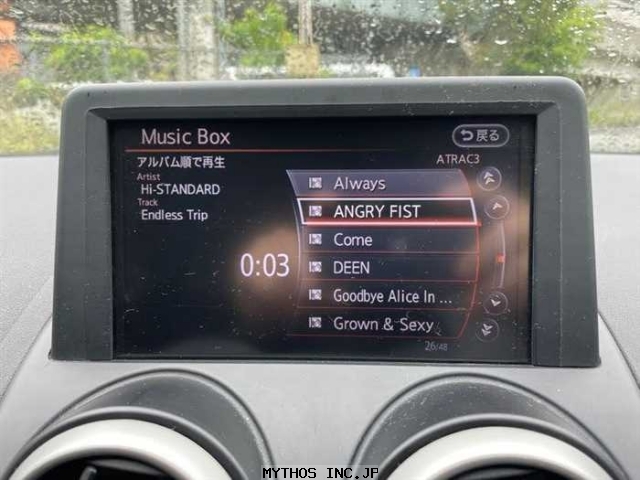 Music Box
戻る
アルバム順で再生
ATRAC3
Artist
Hi-STANDARD
Track
Endless Trip
0:03
Always
ANGRY FIST
Come
DEEN
Goodbye Alice In ...
Grown & Sexy
26/48
MYTHOS INC.JP